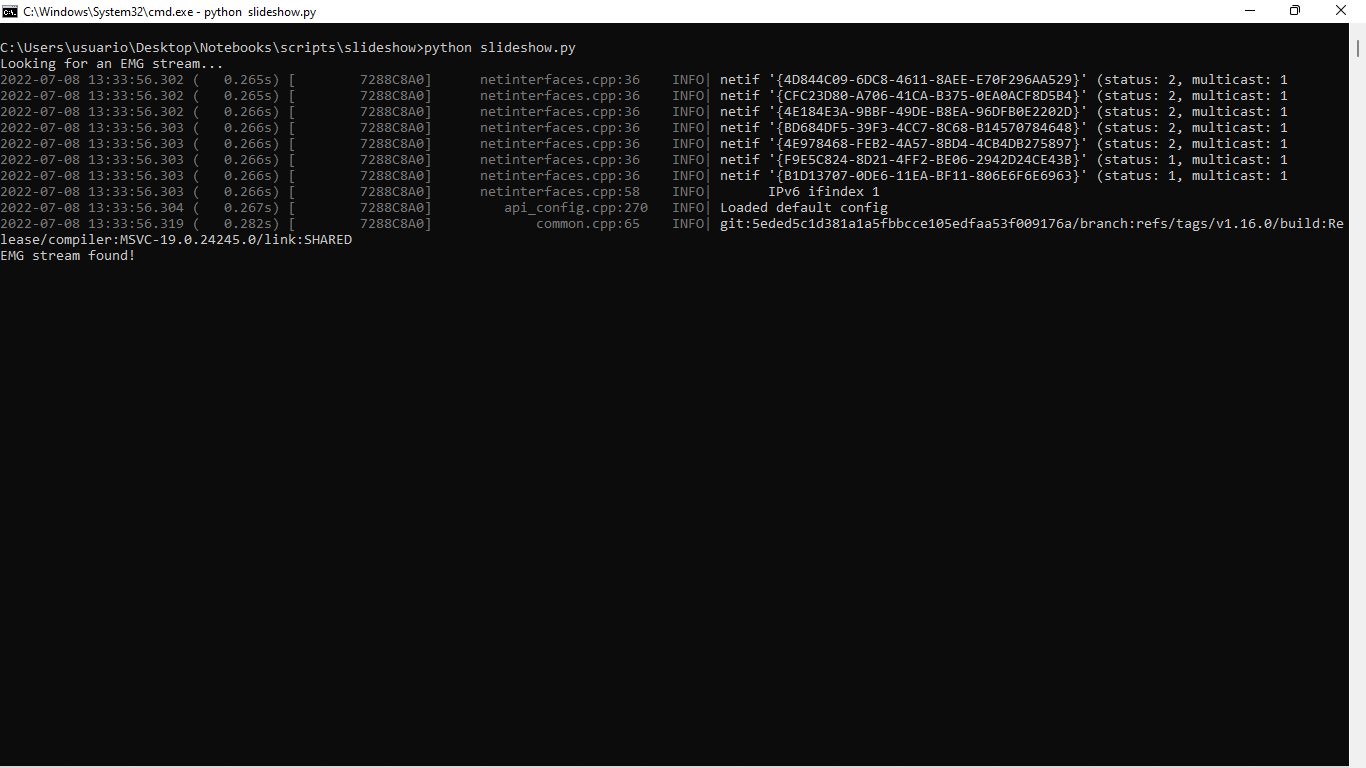 C:\Windows\System32\cmd.exe - python slideshow.py
C:\Users\usuario\Desktop\Notebooks\scripts\slideshow>python slideshow.py
Looking for an EMG stream...
2022-07-08 13:33:56.302 (   0.265s) [        7288C8A0]      netinterfaces.cpp:36    INFO| netif '{4D844C09-6DC8-4611-8AEE-E70F296AA529}' (status: 2, multicast: 1
2022-07-08 13:33:56.302 (   0.265s) [        7288C8A0]      netinterfaces.cpp:36    INFO| netif '{CFC23D80-A706-41CA-B375-0EA0ACF8D5B4}' (status: 2, multicast: 1
2022-07-08 13:33:56.302 (   0.266s) [        7288C8A0]      netinterfaces.cpp:36    INFO| netif '{4E184E3A-9BBF-49DE-B8EA-96DFB0E2202D}' (status: 2, multicast: 1
2022-07-08 13:33:56.303 (   0.266s) [        7288C8A0]      netinterfaces.cpp:36    INFO| netif '{BD684DF5-39F3-4CC7-8C68-B14570784648}' (status: 2, multicast: 1
2022-07-08 13:33:56.303 (   0.266s) [        7288C8A0]      netinterfaces.cpp:36    INFO| netif '{4E978468-FEB2-4A57-8BD4-4CB4DB275897}' (status: 2, multicast: 1
2022-07-08 13:33:56.303 (   0.266s) [        7288C8A0]      netinterfaces.cpp:36    INFO| netif '{F9E5C824-8D21-4FF2-BE06-2942D24CE43B}' (status: 1, multicast: 1
2022-07-08 13:33:56.303 (   0.266s) [        7288C8A0]      netinterfaces.cpp:36    INFO| netif '{B1D13707-0DE6-11EA-BF11-806E6F6E6963}' (status: 1, multicast: 1
2022-07-08 13:33:56.303 (   0.266s) [        7288C8A0]      netinterfaces.cpp:58    INFO|       IPv6 ifindex 1
2022-07-08 13:33:56.304 (   0.267s) [        7288C8A0]         api_config.cpp:270   INFO| Loaded default config
2022-07-08 13:33:56.319 (   0.282s) [        7288C8A0]             common.cpp:65    INFO| git:5eded5c1d381a1a5fbbcce105edfaa53f009176a/branch:refs/tags/v1.16.0/build:Re
lease/compiler:MSVC-19.0.24245.0/link:SHARED
EMG stream found!